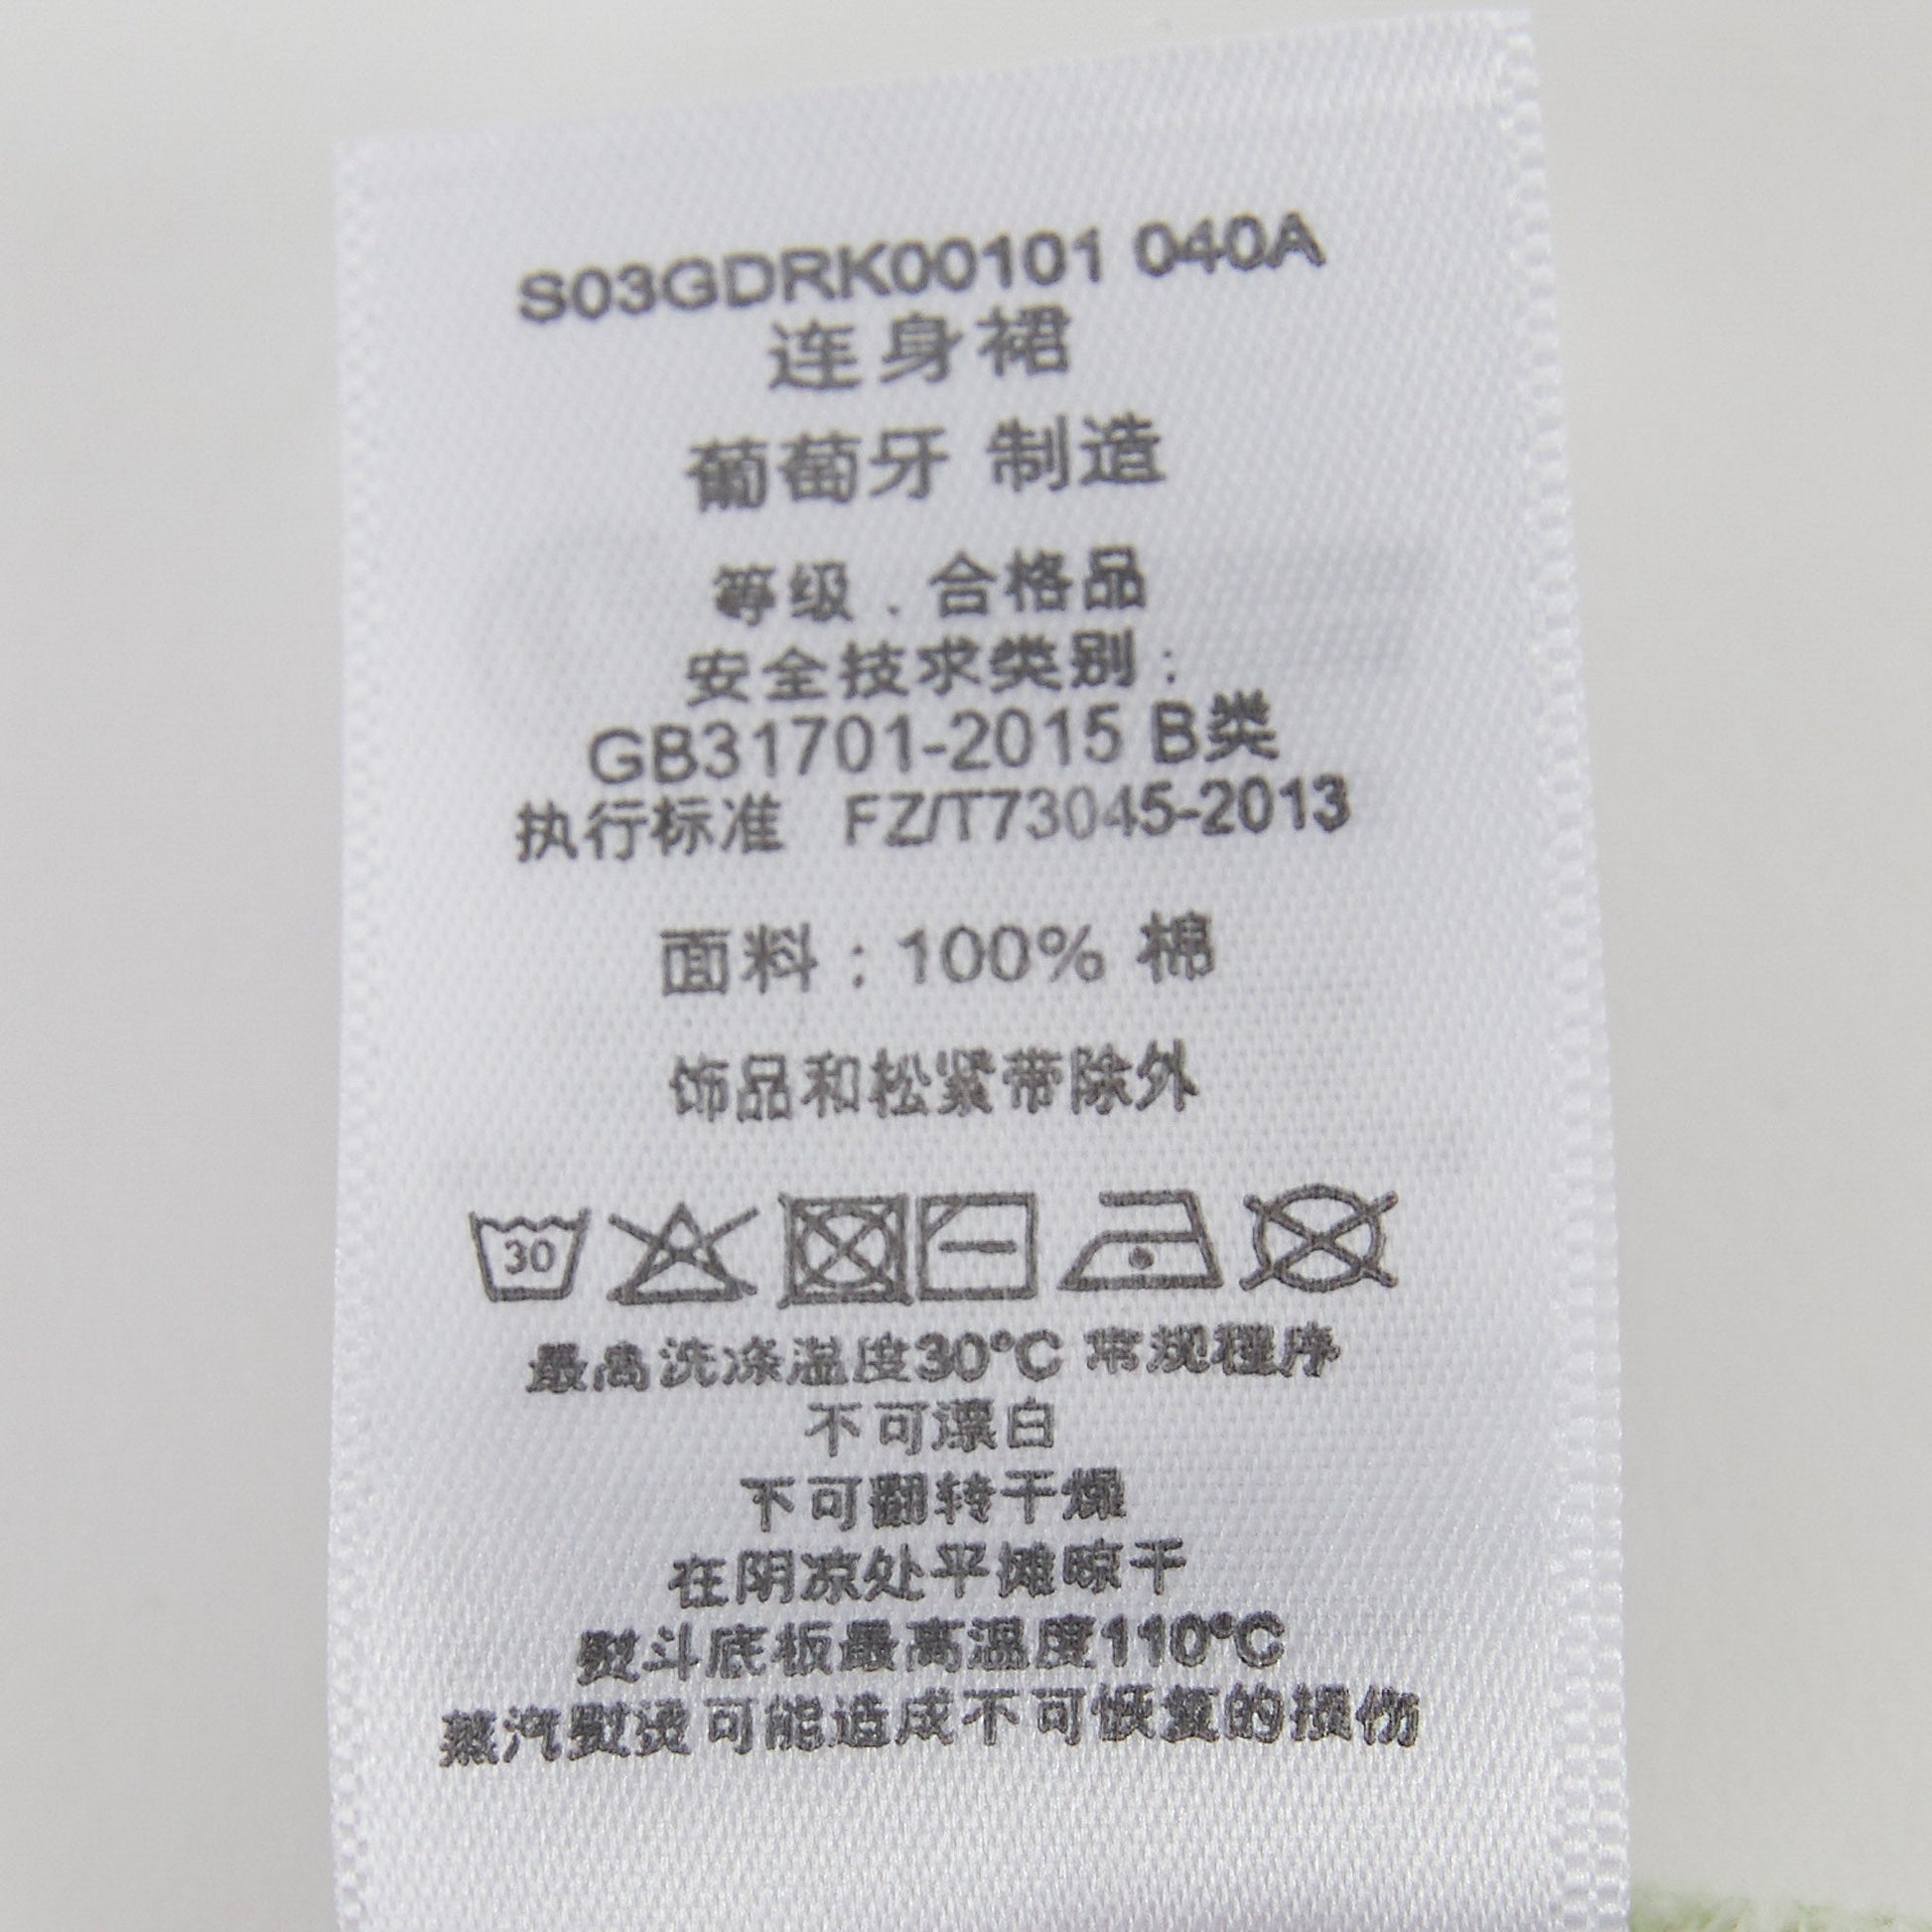 S03GDRK00101 040A
连身裙
葡萄牙 制造
等级 . 合格品
安全技求类别 :
GB31701-2015 B类
执行标准 FZ/T73045-2013
面料 : 100% 棉
饰品和松紧带除外
30
最高洗涤温度30°C 常规程序
不可漂白
不可翻转干燥
在阴凉处平摊晾干
熨斗底板最高温度110°C
蒸汽熨烫可能造成不可恢复的损伤